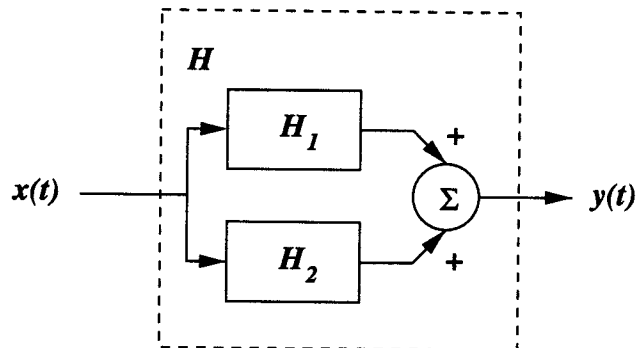 H
H₁
+
x(t)
Σ
y(t)
H₂
+